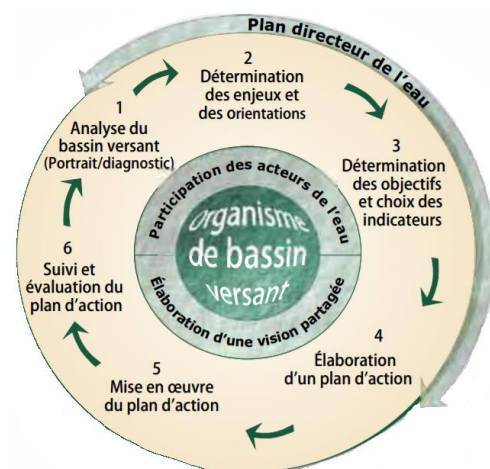 Plan directeur de l'eau
1
Analyse du
bassin versant
(Portrait/diagnostic)
2
Détermination
des enjeux et
des orientations
3
Détermination
des objectifs
et choix des
indicateurs
4
Élaboration
d'un plan d'action
5
Mise en œuvre
du plan d'action
6
Suivi et
évaluation du
plan d'action
Participation des acteurs de l'eau
Organisme
de bassin
versant
Élaboration d'une vision partagée